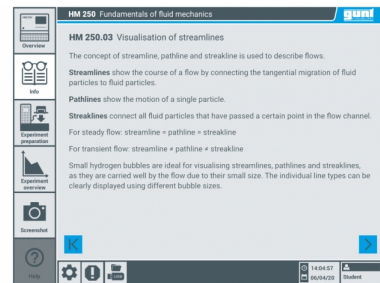 HM 250 Fundamentals of fluid mechanics
gunt
Overview
Info
Experiment
preparation
Experiment
overview
Screenshot
Help
HM 250.03 Visualisation of streamlines
The concept of streamline, pathline and streakline is used to describe flows.
Streamlines show the course of a flow by connecting the tangential migration of fluid
particles to fluid particles.
Pathlines show the motion of a single particle.
Streaklines connect all fluid particles that have passed a certain point in the flow channel.
For steady flow: streamline = pathline = streakline
For transient flow: streamline ≠ pathline ≠ streakline
Small hydrogen bubbles are ideal for visualising streamlines, pathlines and streaklines,
as they are carried well by the flow due to their small size. The individual line types can be
clearly displayed using different bubble sizes.
14:04:57
06/04/20
Student